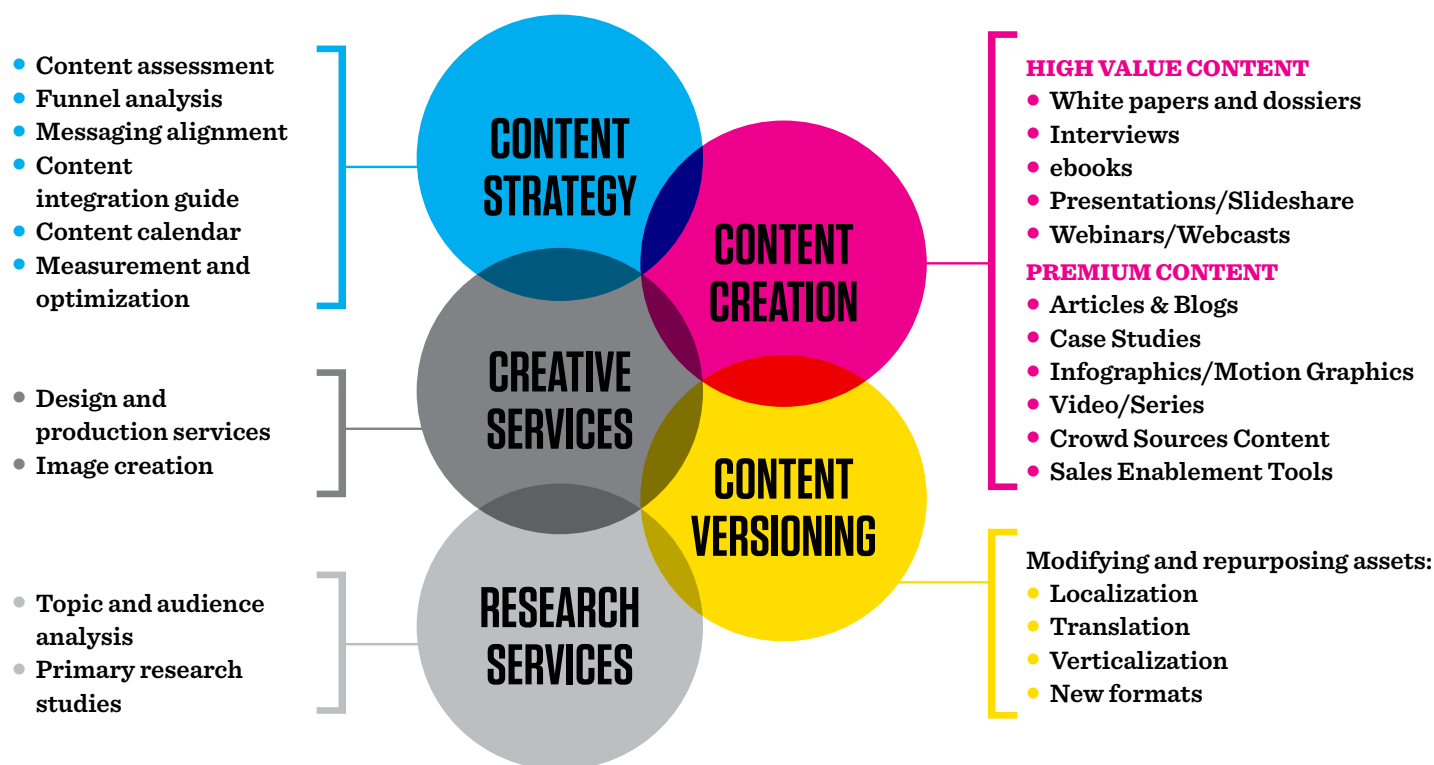 Content assessment
Funnel analysis
Messaging alignment
Content
integration guide
Content calendar
Measurement and
optimization
Design and
production services
Image creation
Topic and audience
analysis
Primary research
studies
CONTENT
STRATEGY
CREATIVE
SERVICES
RESEARCH
SERVICES
CONTENT
CREATION
CONTENT
VERSIONING
HIGH VALUE CONTENT
White papers and dossiers
Interviews
ebooks
Presentations/Slideshare
Webinars/Webcasts
PREMIUM CONTENT
Articles & Blogs
Case Studies
Infographics/Motion Graphics
Video/Series
Crowd Sources Content
Sales Enablement Tools
Modifying and repurposing assets:
Localization
Translation
Verticalization
New formats